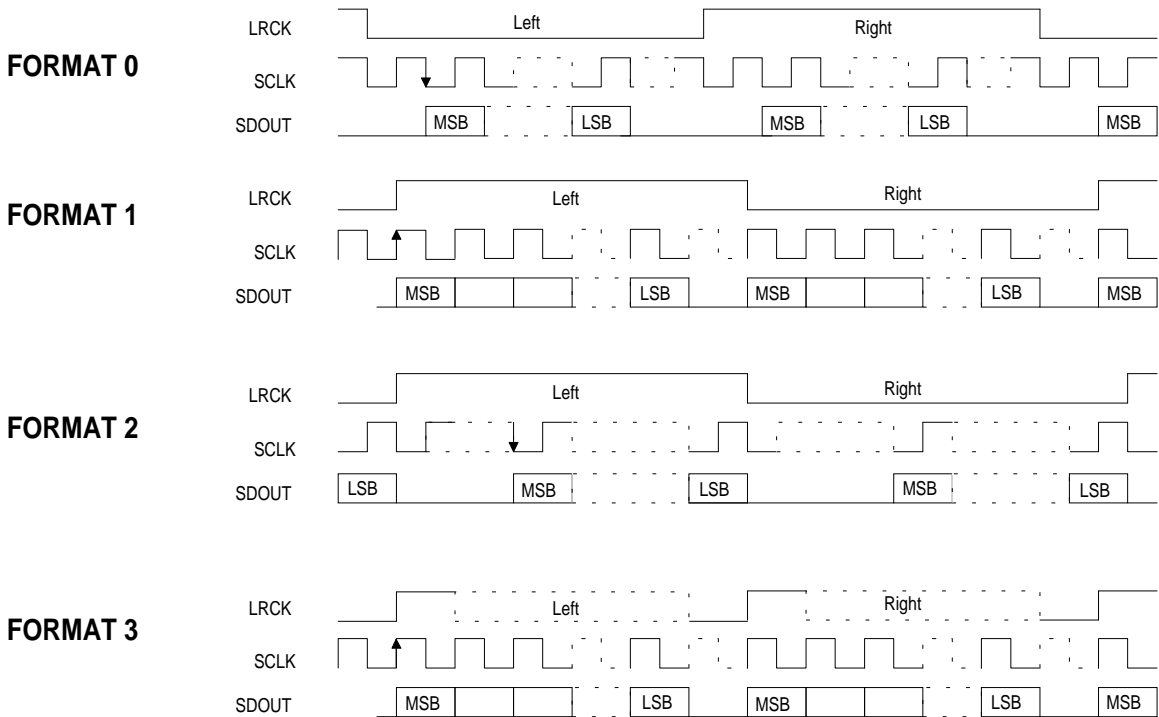 LRCK Left Right
FORMAT 0
SCLK
SDOUT MSB LSB MSB LSB MSB
LRCK Left Right
FORMAT 1
SCLK
SDOUT MSB LSB MSB LSB MSB
LRCK Left Right
FORMAT 2
SCLK
SDOUT LSB MSB LSB MSB LSB
LRCK Left Right
FORMAT 3
SCLK
SDOUT MSB LSB MSB LSB MSB